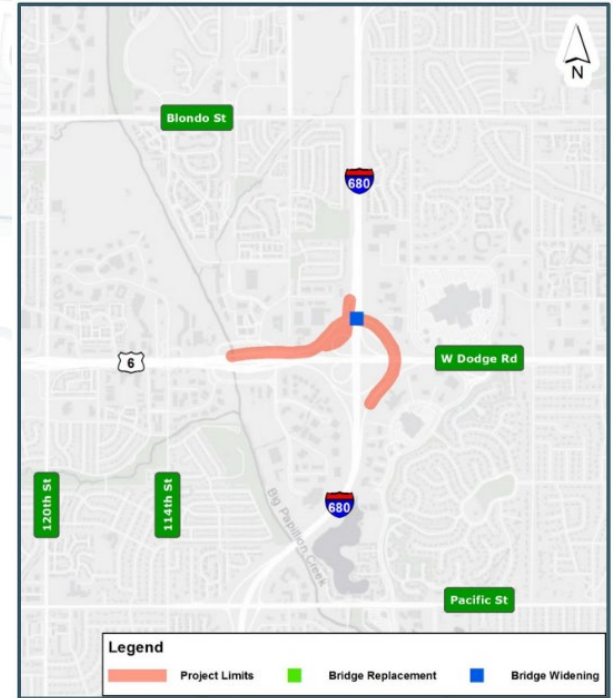 N
Blondo St
680
6
W Dodge Rd
120th St
114th St
680
Big Papillion Creek
Pacific St
Legend
Project Limits
Bridge Replacement
Bridge Widening